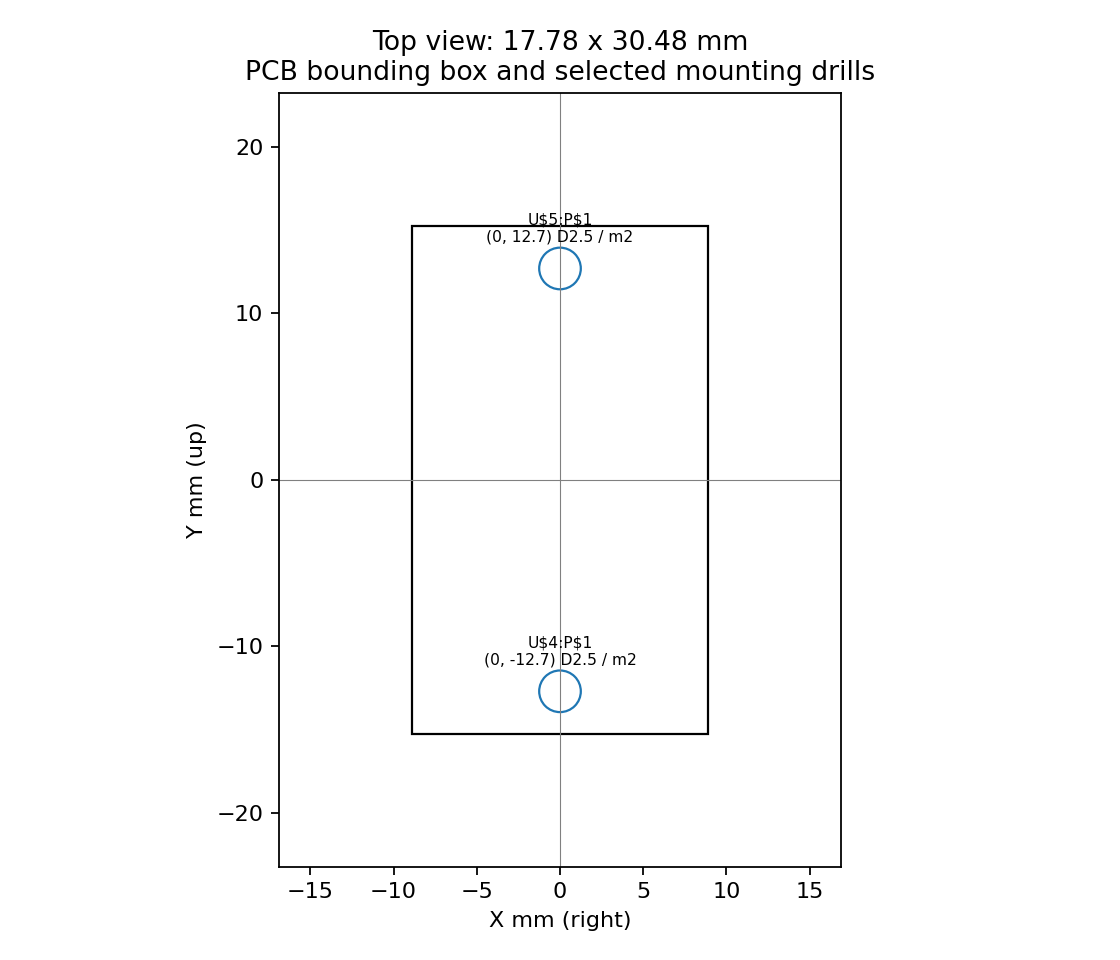 Top view: 17.78 x 30.48 mm
PCB bounding box and selected mounting drills
20
10
0
−10
−20
Y mm (up)
U$5:P$1
(0, 12.7) D2.5 / m2
U$4:P$1
(0, -12.7) D2.5 / m2
−15 −10 −5 0 5 10 15
X mm (right)